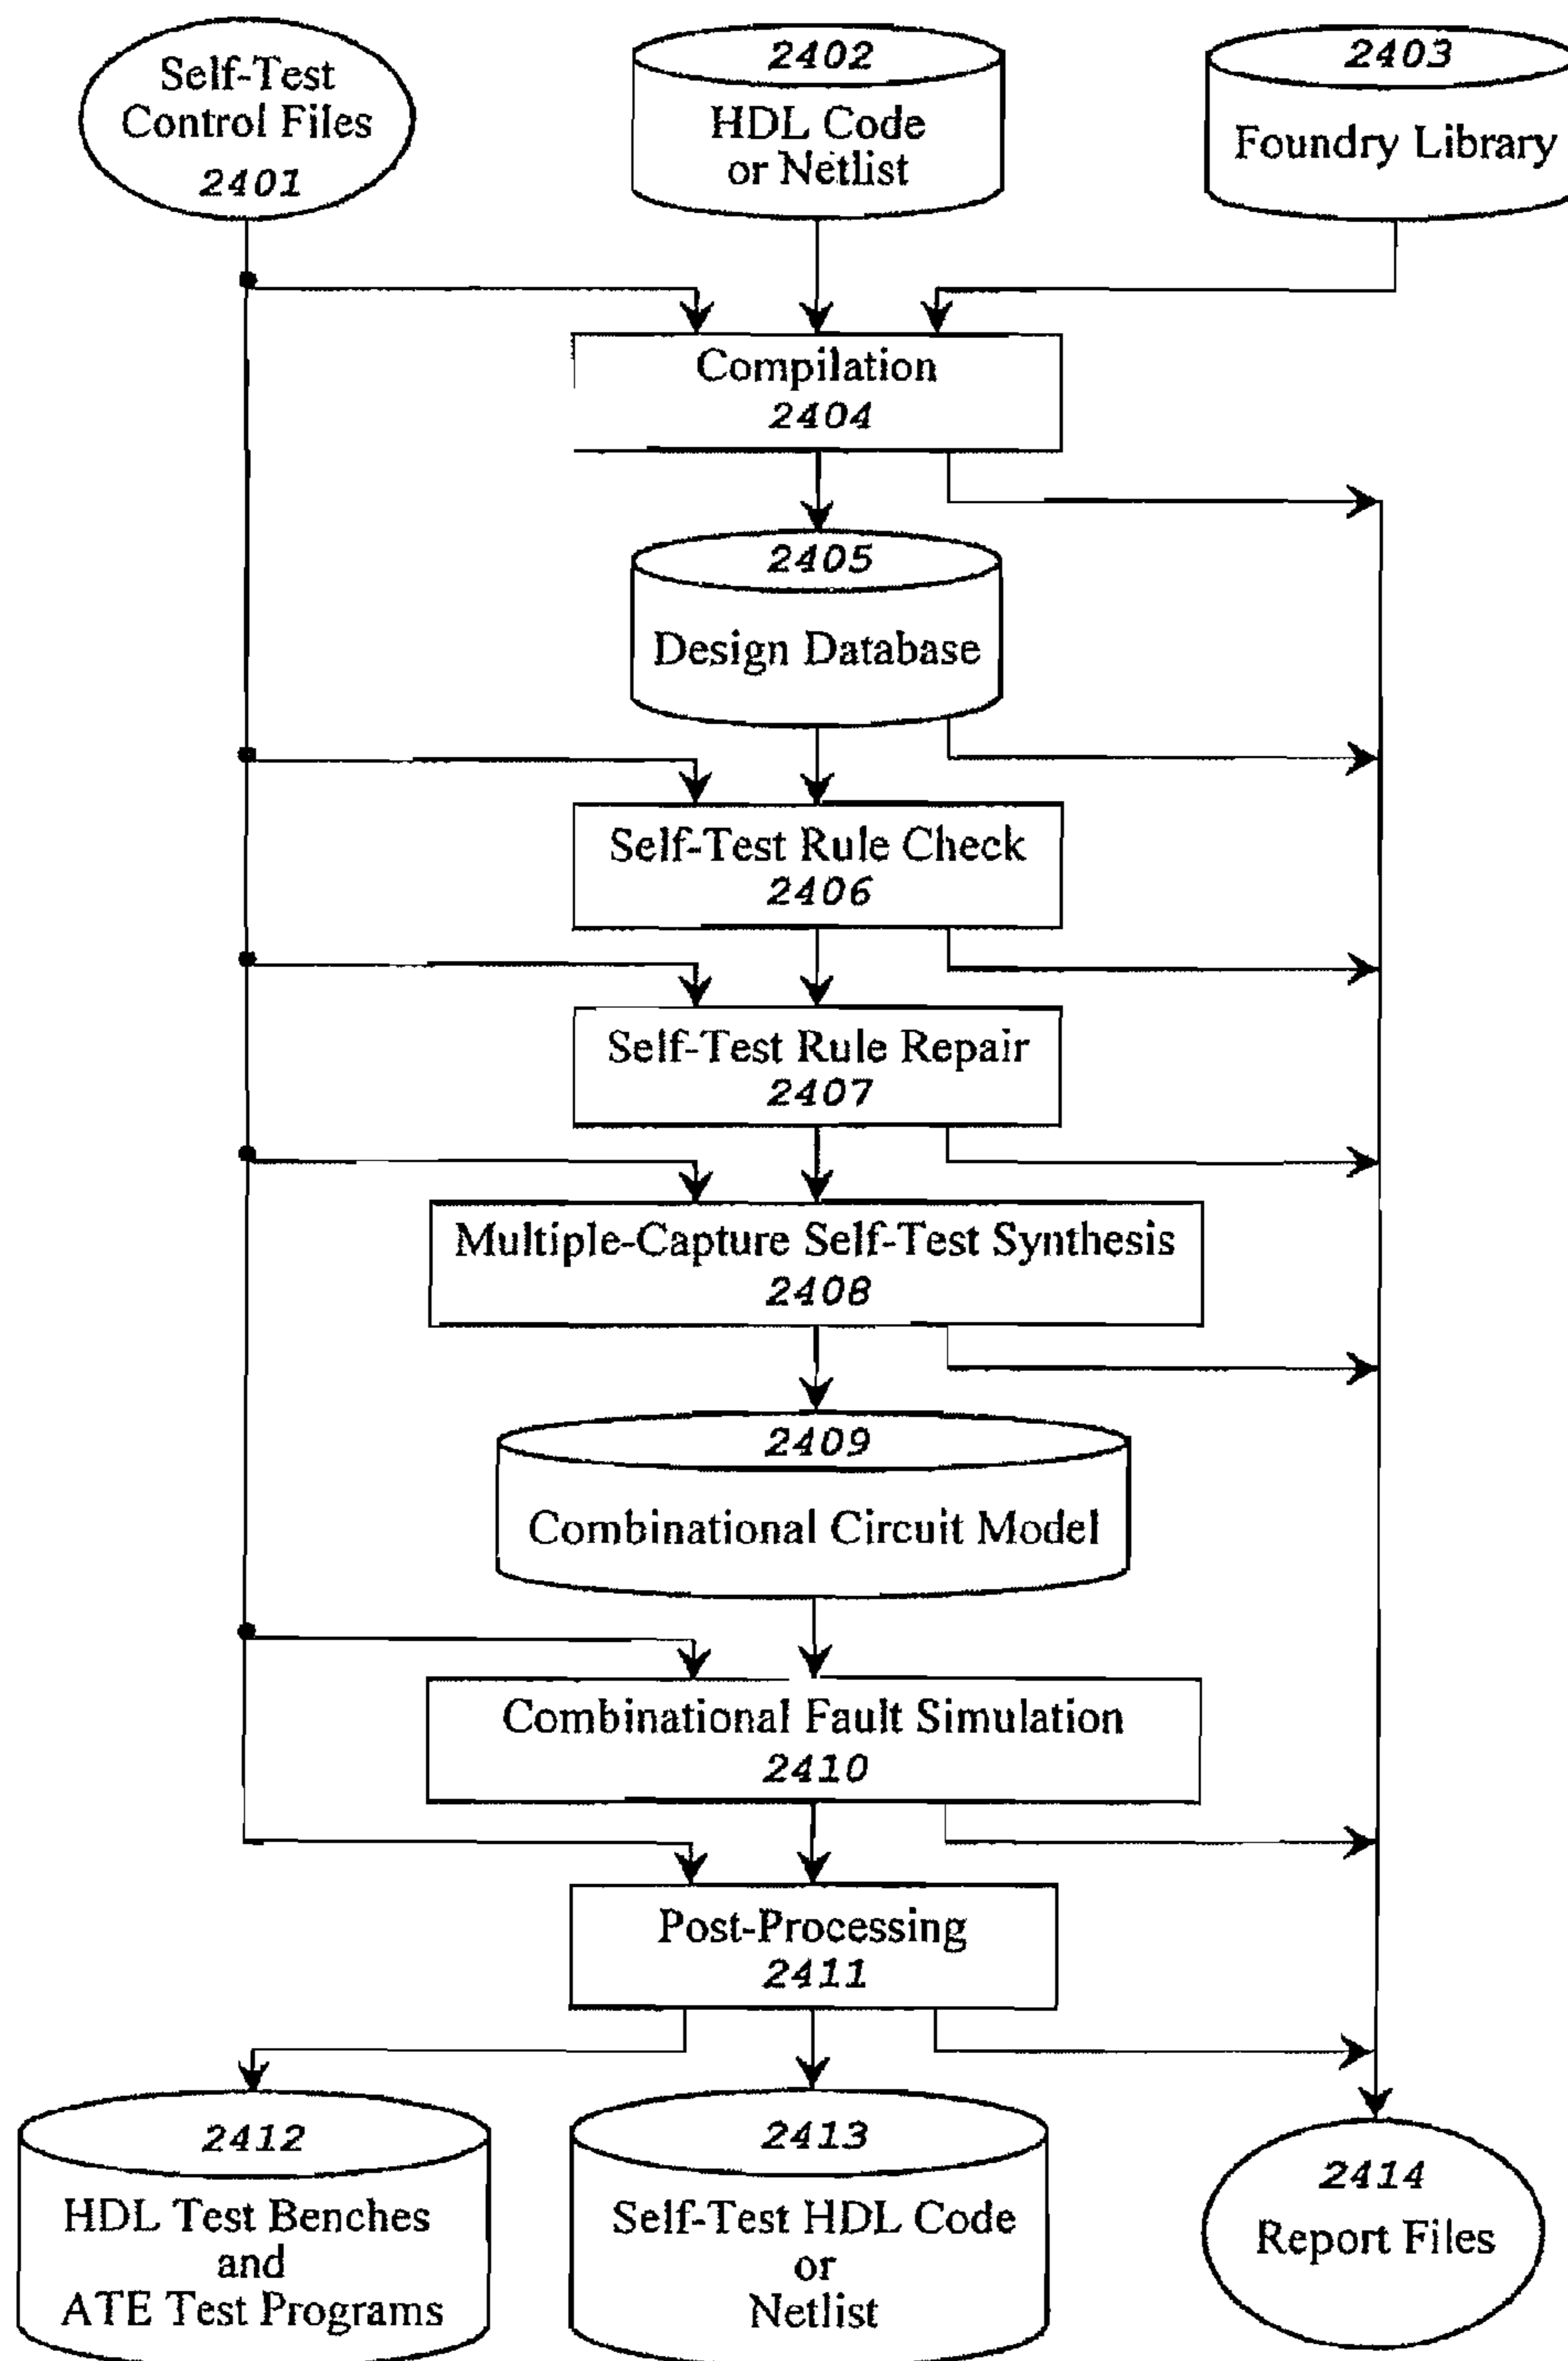 Self-Test
Control Files
2401
2402
HDL Code
or Netlist
2403
Foundry Library
Compilation
2404
2405
Design Database
Self-Test Rule Check
2406
Self-Test Rule Repair
2407
Multiple-Capture Self-Test Synthesis
2408
2409
Combinational Circuit Model
Combinational Fault Simulation
2410
Post-Processing
2411
2412
HDL Test Benches
and
ATE Test Programs
2413
Self-Test HDL Code
or
Netlist
2414
Report Files